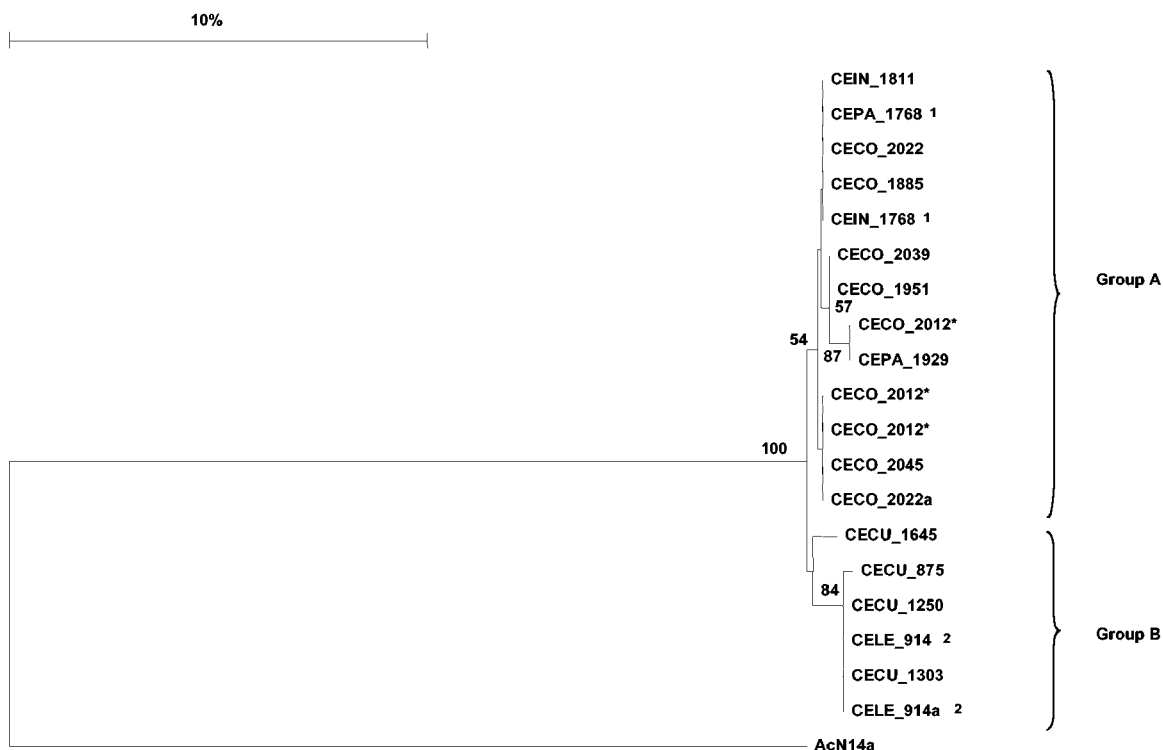 10%
CEIN_1811
CEPA_1768 1
CECO_2022
CECO_1885
CEIN_1768 1
CECO_2039
Group A
CECO_1951
57
CECO_2012*
54
87
CEPA_1929
CECO_2012*
CECO_2012*
100
CECO_2045
CECO_2022a
CECU_1645
CECU_875
84
CECU_1250
Group B
CELE_914 2
CECU_1303
CELE_914a 2
AcN14a